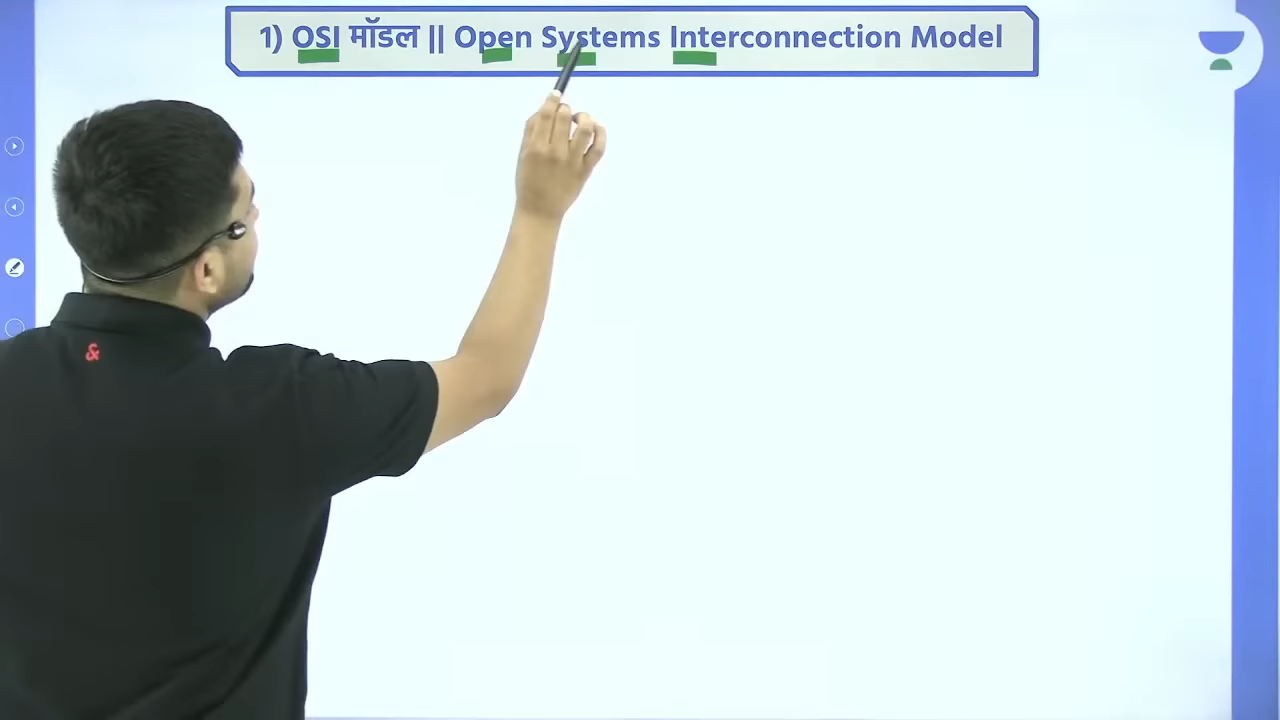 1) OSI मॉडल || Open Systems Interconnection Model
&